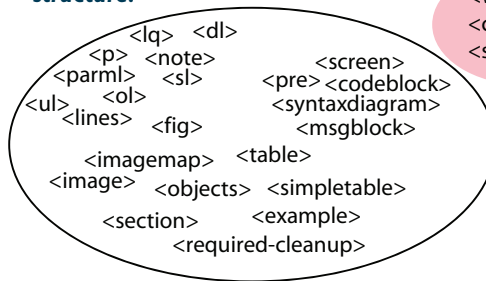 structure.
<lq> <dl>
<p> <note>
<parml> <sl>
<ul> <ol>
<lines> <fig>
<screen>
<pre> <codeblock>
<syntaxdiagram>
<msgblock>
<imagemap> <table>
<image> <objects> <simpletable>
<section> <example>
<required-cleanup>